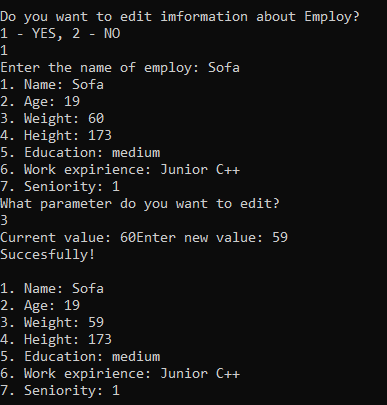 Do you want to edit imformation about Employ?
1 - YES, 2 - NO
1
Enter the name of employ: Sofa
1. Name: Sofa
2. Age: 19
3. Weight: 60
4. Height: 173
5. Education: medium
6. Work expirience: Junior C++
7. Seniority: 1
What parameter do you want to edit?
3
Current value: 60Enter new value: 59
Succesfully!
1. Name: Sofa
2. Age: 19
3. Weight: 59
4. Height: 173
5. Education: medium
6. Work expirience: Junior C++
7. Seniority: 1